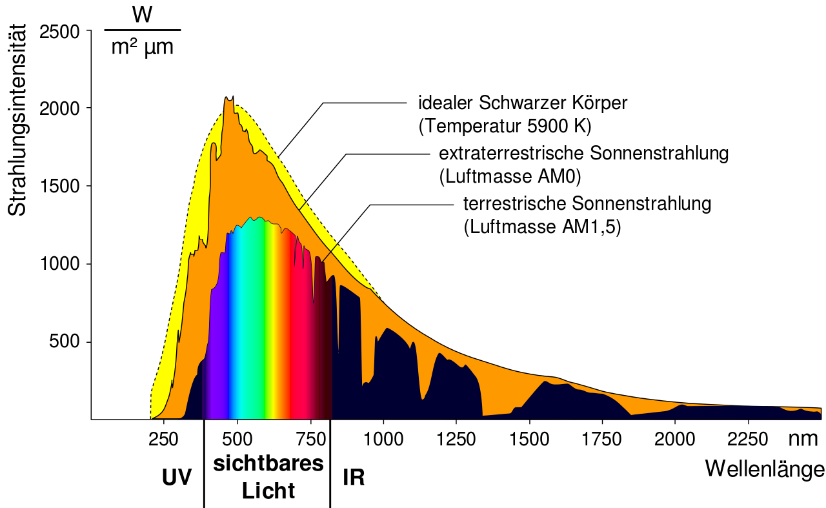 W
m² µm
Strahlungsintensität
2500
2000
1500
1000
500
idealer Schwarzer Körper
(Temperatur 5900 K)
extraterrestrische Sonnenstrahlung
(Luftmasse AM0)
terrestrische Sonnenstrahlung
(Luftmasse AM1,5)
250 500 750 1000 1250 1500 1750 2000 2250 nm
Wellenlänge
UV sichtbares IR
Licht